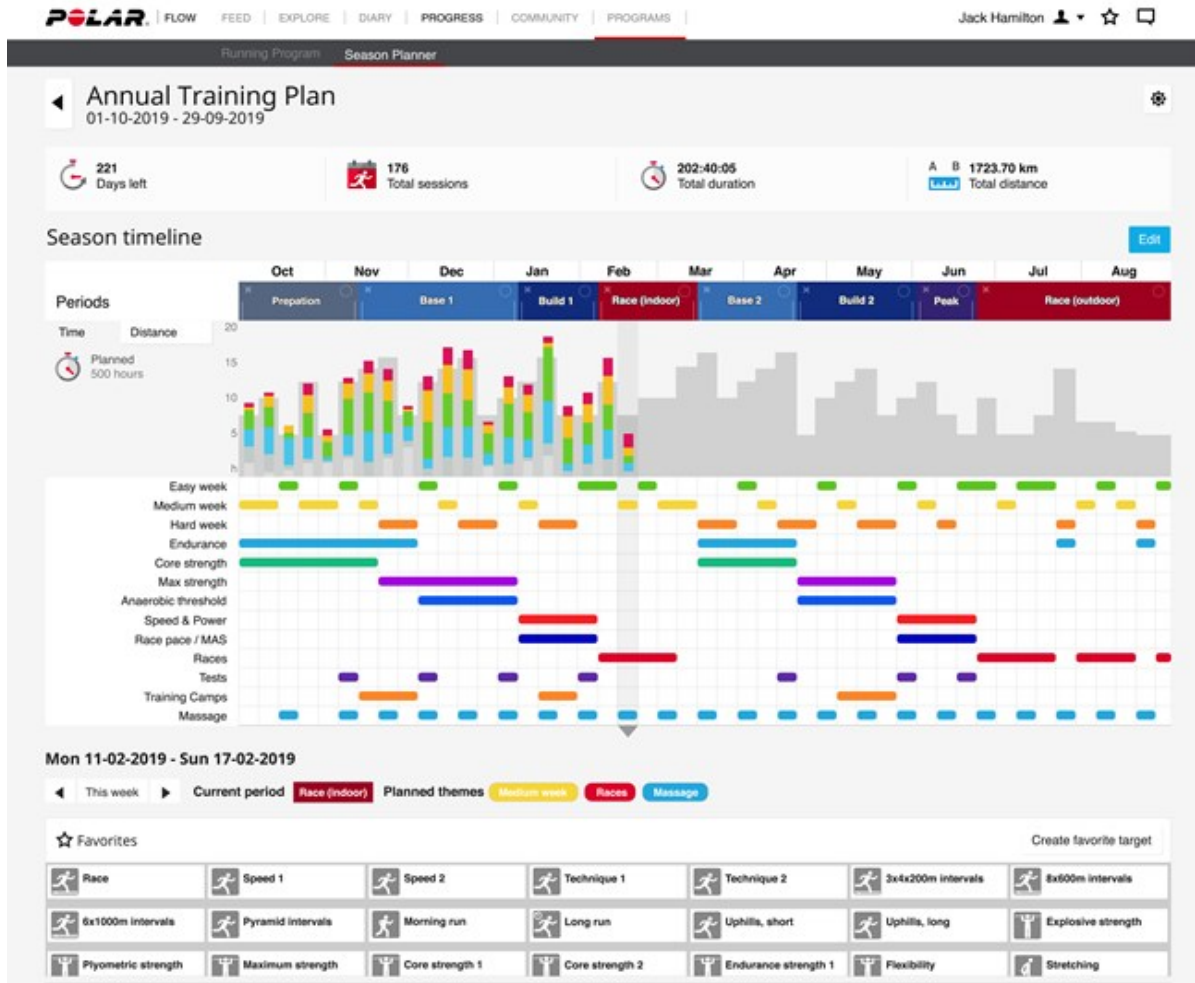 POLAR. FLOW FEED EXPLORE DIARY PROGRESS COMMUNITY PROGRAMS Jack Hamilton
Running Program Season Planner
Annual Training Plan
01-10-2019 - 29-09-2019
221
Days left
176
Total sessions
202:40:05
Total duration
A B 1723.70 km
Total distance
Season timeline
Edit
Oct Nov Dec Jan Feb Mar Apr May Jun Jul Aug
Periods
Prepation Base 1 Build 1 Race (indoor) Base 2 Build 2 Peak Race (outdoor)
Time Distance
Planned
500 hours
20
15
10
5
h
Easy week
Medium week
Hard week
Endurance
Core strength
Max strength
Anaerobic threshold
Speed & Power
Race pace / MAS
Races
Tests
Training Camps
Massage
Mon 11-02-2019 - Sun 17-02-2019
This week Current period Race (indoor) Planned themes Medium week Races Massage
Favorites Create favorite target
Race Speed 1 Speed 2 Technique 1 Technique 2 3x4x200m intervals 8x600m intervals
6x1000m intervals Pyramid intervals Morning run Long run Uphills, short Uphills, long Explosive strength
Plyometric strength Maximum strength Core strength 1 Core strength 2 Endurance strength 1 Flexibility Stretching